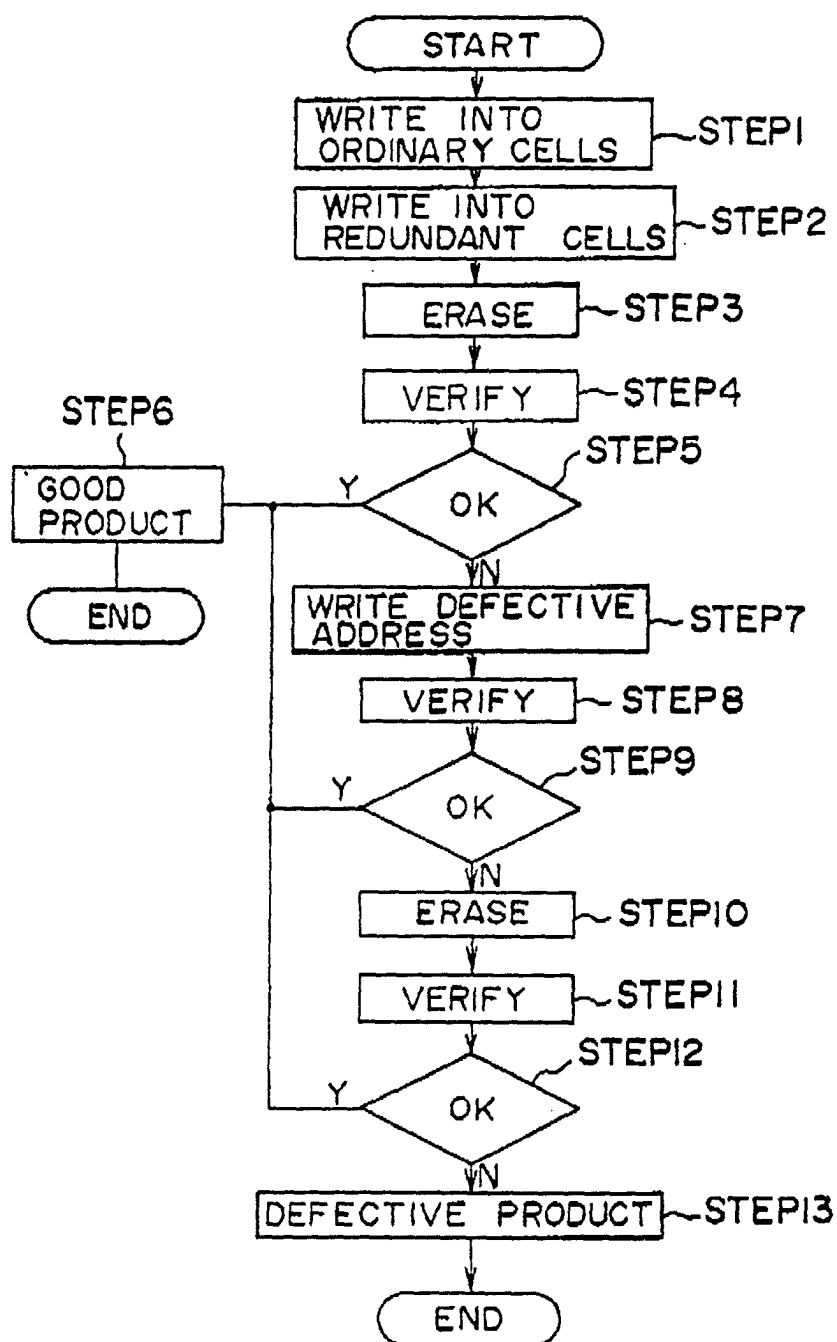 START
WRITE INTO
ORDINARY CELLS
STEP1
WRITE INTO
REDUNDANT CELLS
STEP2
ERASE
STEP3
VERIFY
STEP4
STEP6
GOOD
PRODUCT
END
Y
OK
STEP5
N
WRITE DEFECTIVE
ADDRESS
STEP7
VERIFY
STEP8
Y
OK
STEP9
N
ERASE
STEP10
VERIFY
STEP11
Y
OK
STEP12
N
DEFECTIVE PRODUCT
STEP13
END